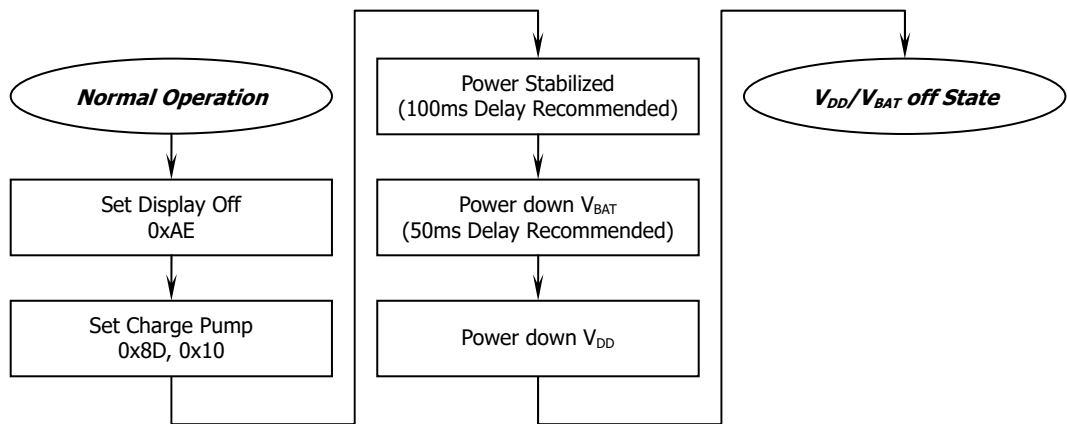 Normal Operation
Set Display Off
0xAE
Set Charge Pump
0x8D, 0x10
Power Stabilized
(100ms Delay Recommended)
Power down VBAT
(50ms Delay Recommended)
Power down VDD
VDD/VBAT off State